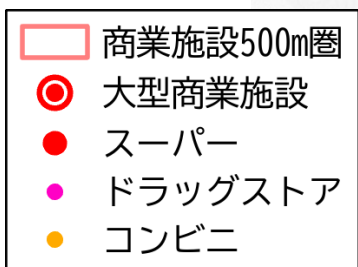 商業施設500m圏
大型商業施設
スーパー
ドラッグストア
コンビニ